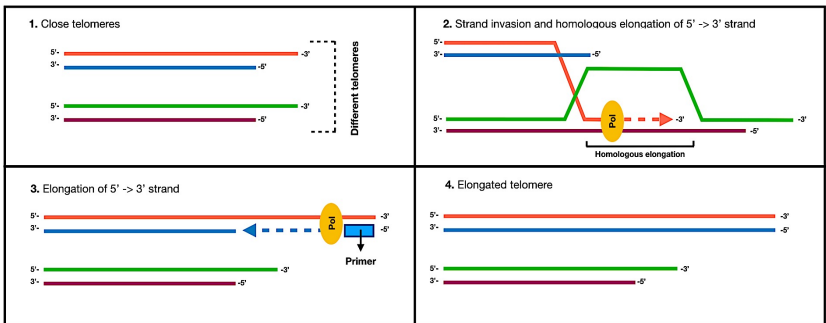 1. Close telomeres
5'- -3'
3'- -5'
5'- -3'
3'- -5'
Different telomeres
2. Strand invasion and homologous elongation of 5' -> 3' strand
5'-
3'- -5'
Pol
5'- -3' -3'
3'- -5'
Homologous elongation
3. Elongation of 5' -> 3' strand
5'- Pol -3'
3'- -5'
Primer
5'- -3'
3'- -5'
4. Elongated telomere
5'- -3'
3'- -5'
5'- -3'
3'- -5'